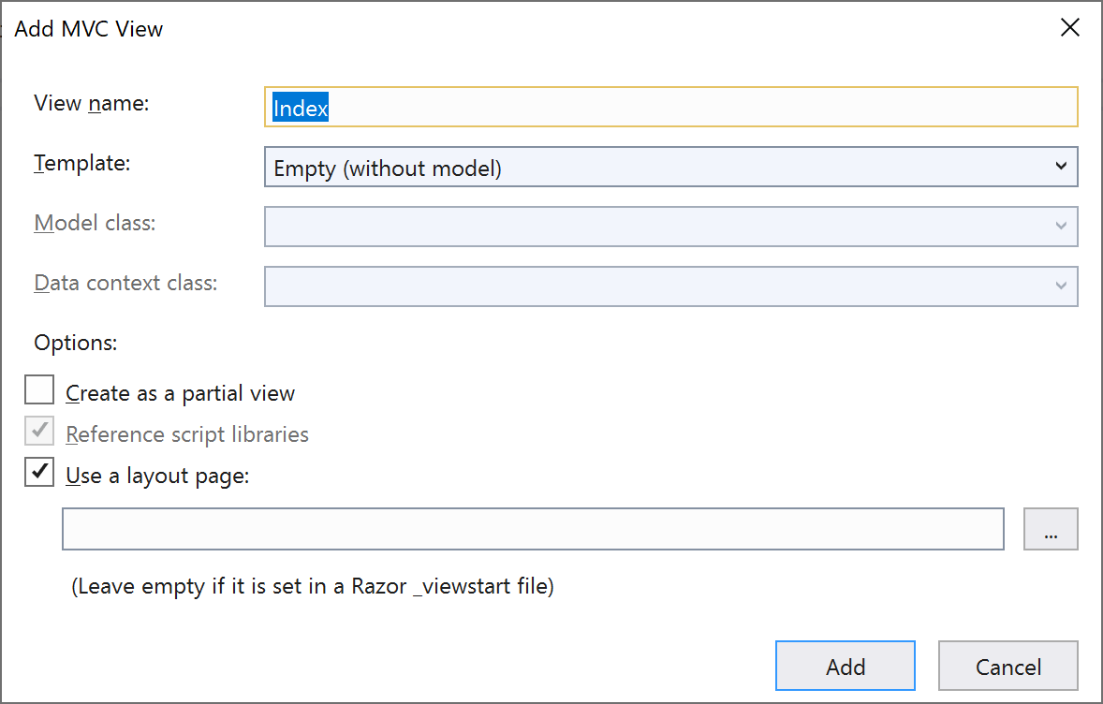 Add MVC View
View name:
Index
Template:
Empty (without model)
Model class:
Data context class:
Options:
Create as a partial view
Reference script libraries
Use a layout page:
...
(Leave empty if it is set in a Razor _viewstart file)
Add
Cancel